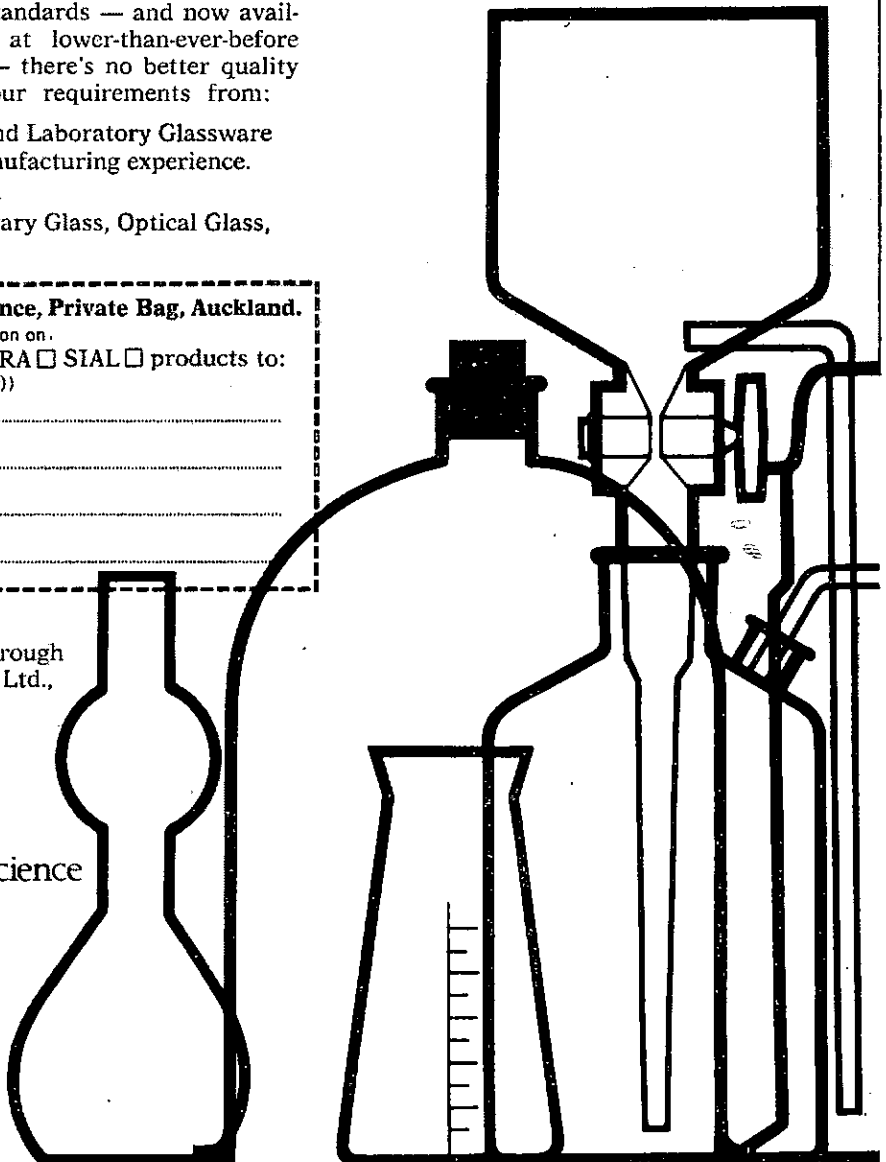 andards — and now avail-
at lower-than-ever-before
— there's no better quality
our requirements from:
nd Laboratory Glassware
nufacturing experience.
ary Glass, Optical Glass,
nce, Private Bag, Auckland.
on on.
RA □ SIAL □ products to:
))
rough
Ltd.,
cience